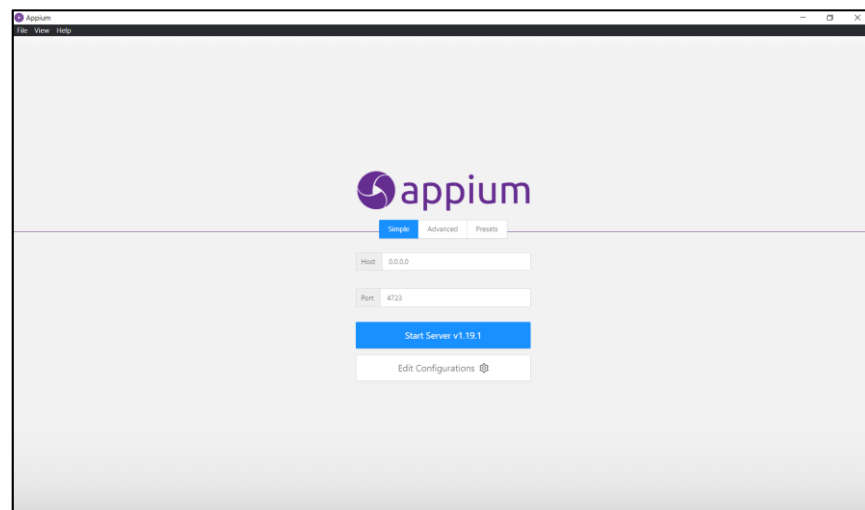 Appium
File View Help
appium
Simple Advanced Presets
Host 0.0.0.0
Port 4723
Start Server v1.19.1
Edit Configurations